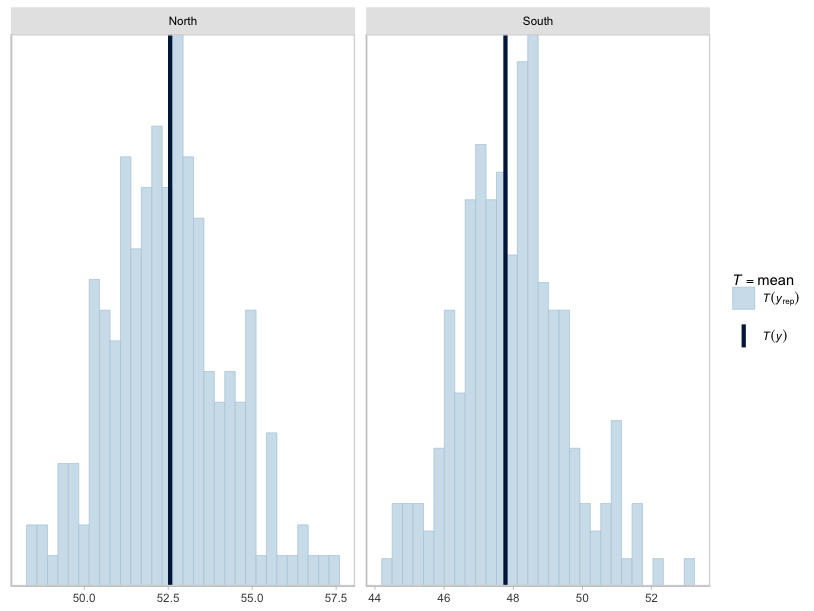 North
South
T = mean
T(yrep)
T(y)
50.0 52.5 55.0 57.5
44 46 48 50 52